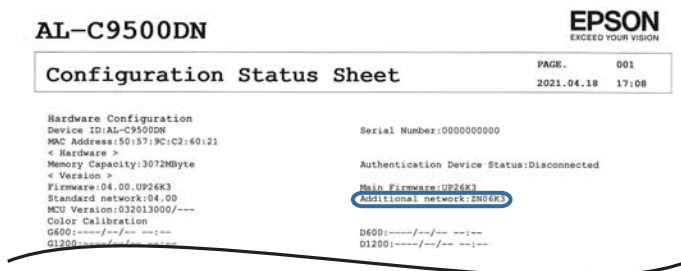 AL-C9500DN
EPSON
EXCEED YOUR VISION
Configuration Status Sheet
PAGE. 001
2021.04.18 17:08
Hardware Configuration
Device ID:AL-C9500DN
Serial Number:0000000000
MAC Address:50:57:9C:C2:60:21
< Hardware >
Memory Capacity:3072MByte
Authentication Device Status:Disconnected
< Version >
Firmware:04.00.UP26K3
Main Firmware:UP26K3
Standard network:04.00
Additional network:ZN06K3
MCU Version:032013000/---
Color Calibration
G600:----/--/-- --:--
D600:----/--/-- --:--
G1200:----/--/-- --:--
D1200:----/--/-- --:--